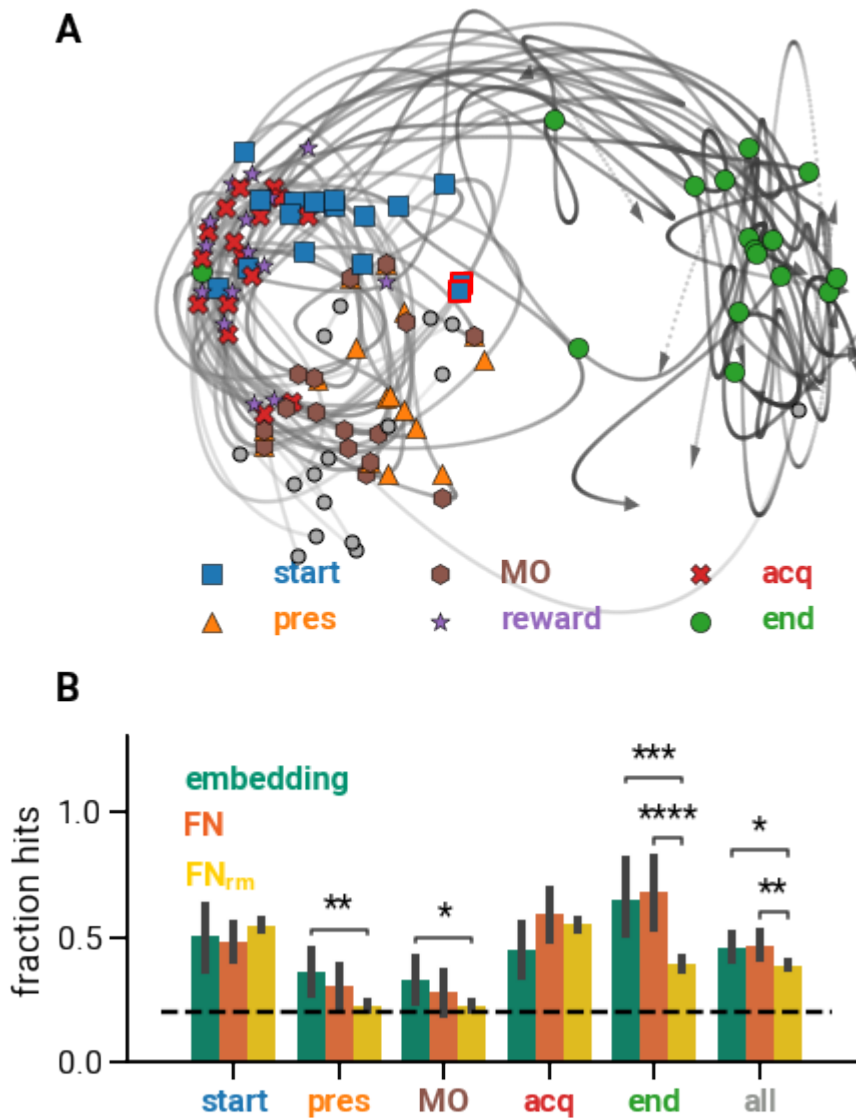 A
start MO acq
pres reward end
B
fraction hits
1.0
0.5
0.0
embedding
FN
FNrm
**
*
***
****
*
**
start pres MO acq end all